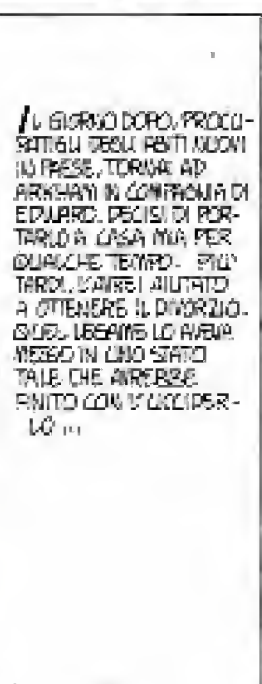 IL GIORNO DOPO, PROCU-
RATIGLI DEGLI ABITI NUOVI
IN PAESE, TORNAI AD
ARKHAM IN COMPAGNIA DI
EDWARD. DECISI DI POR-
TARLO A CASA MIA PER
QUALCHE TEMPO. PIU'
TARDI, L'AVREI AIUTATO
A OTTENERE IL DIVORZIO.
QUEL LEGAME LO AVEVA
MESSO IN UNO STATO
TALE CHE AVREBBE
FINITO CON L'UCCIDER-
LO ...